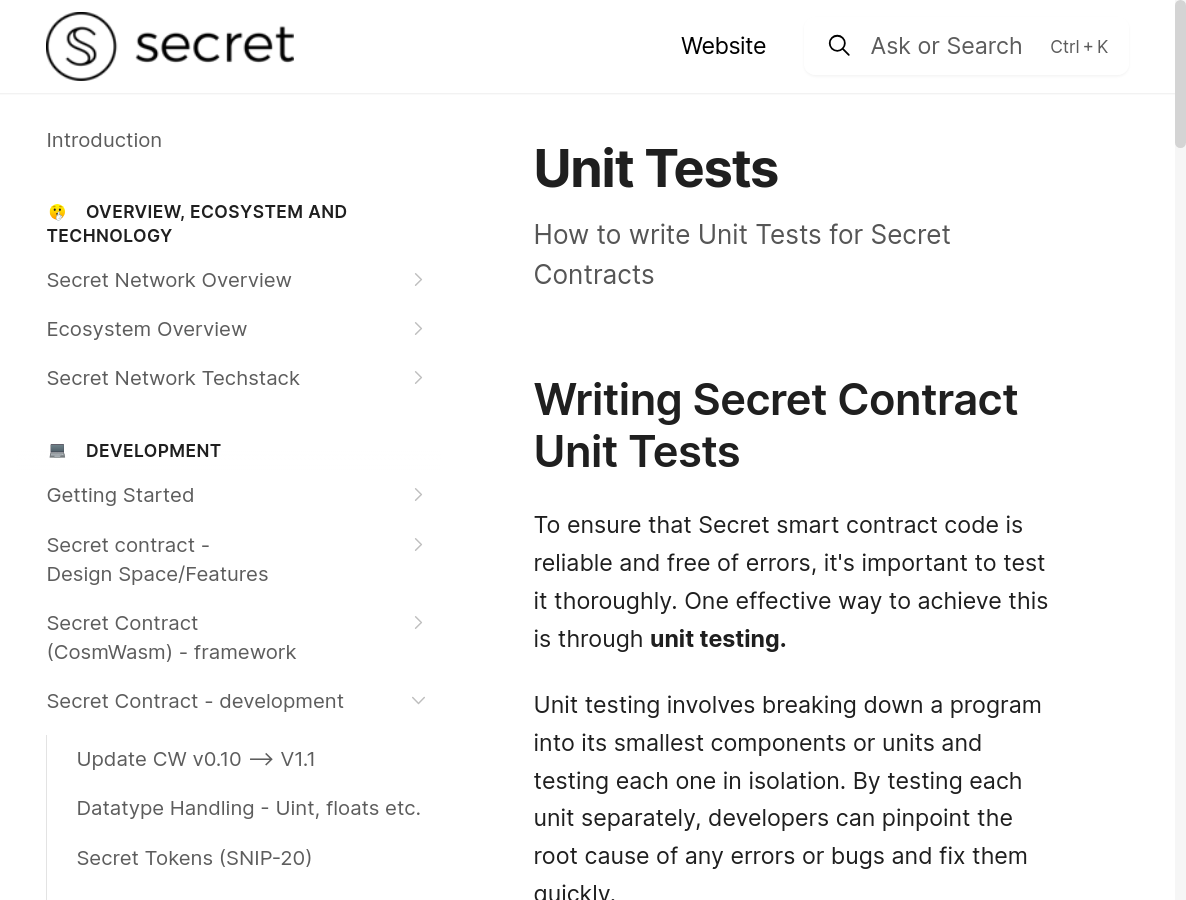 secret
Website
Ask or Search
Ctrl + K
Introduction
OVERVIEW, ECOSYSTEM AND
TECHNOLOGY
Secret Network Overview
Ecosystem Overview
Secret Network Techstack
DEVELOPMENT
Getting Started
Secret contract -
Design Space/Features
Secret Contract
(CosmWasm) - framework
Secret Contract - development
Update CW v0.10 --> V1.1
Datatype Handling - Uint, floats etc.
Secret Tokens (SNIP-20)
Unit Tests
How to write Unit Tests for Secret
Contracts
Writing Secret Contract
Unit Tests
To ensure that Secret smart contract code is
reliable and free of errors, it's important to test
it thoroughly. One effective way to achieve this
is through unit testing.
Unit testing involves breaking down a program
into its smallest components or units and
testing each one in isolation. By testing each
unit separately, developers can pinpoint the
root cause of any errors or bugs and fix them
quickly.